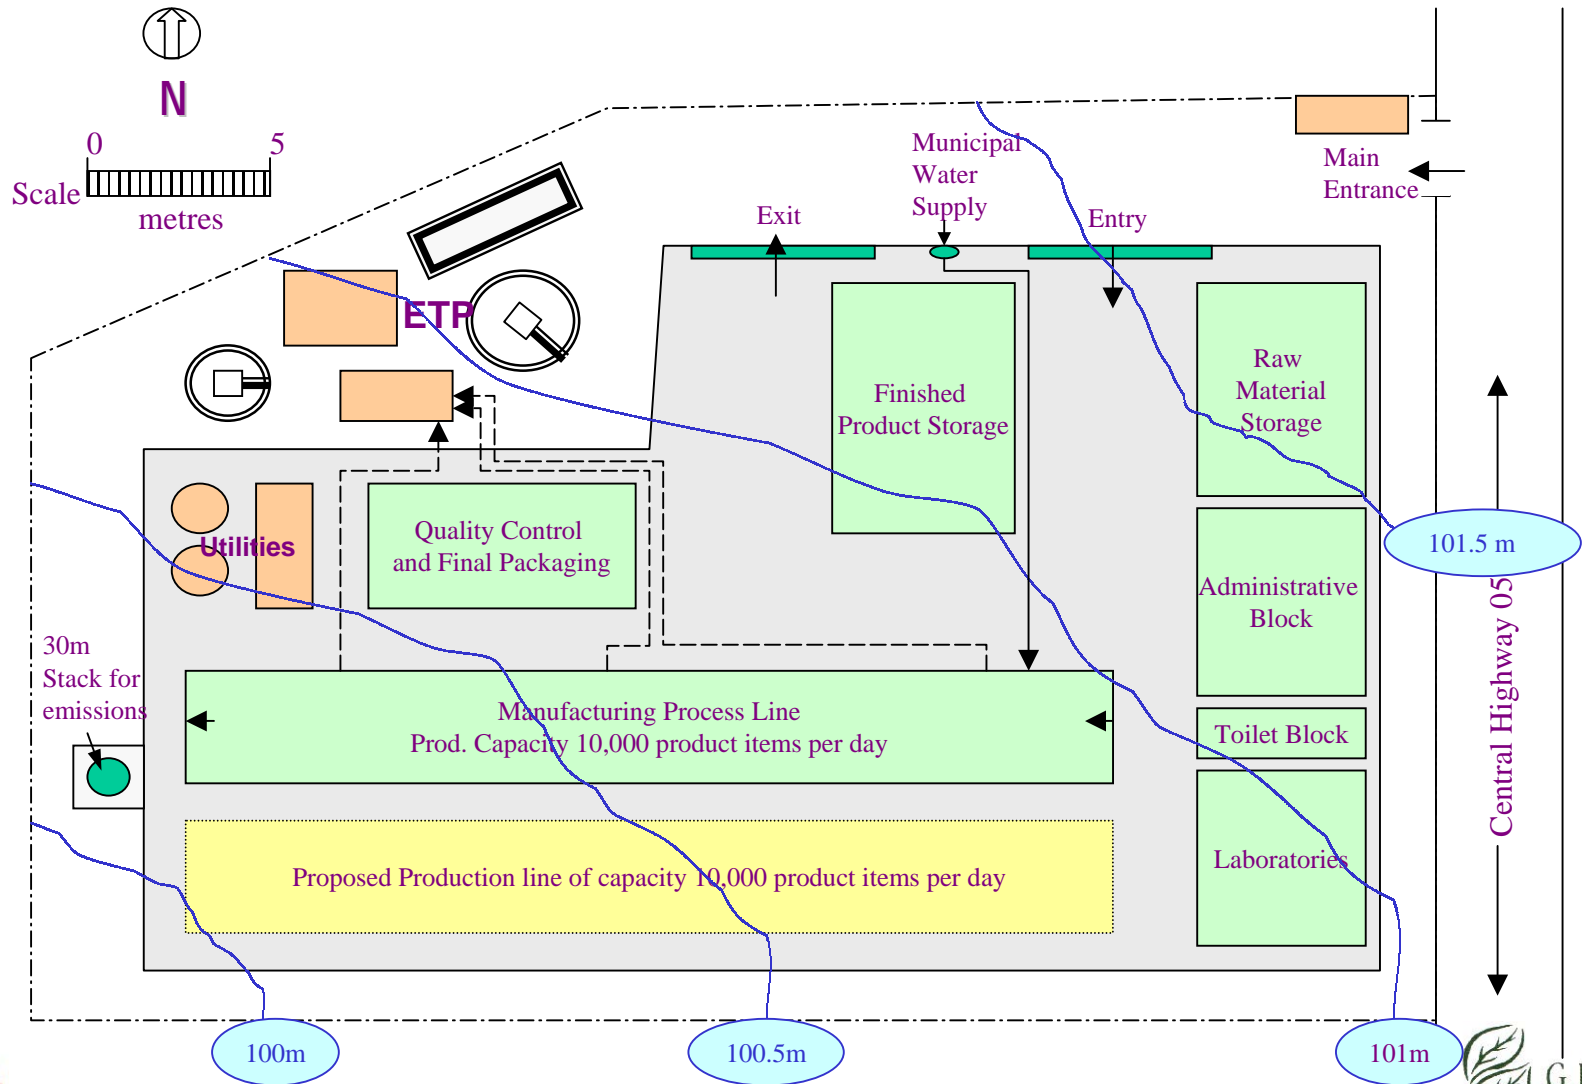 N
0 5
Scale
metres
Municipal
Water
Supply
Main
Entrance
Exit
Entry
ETP
Raw
Material
Storage
Finished
Product Storage
Quality Control
and Final Packaging
Utilities
101.5 m
Administrative
Block
Central Highway 05
30m
Stack for
emissions
Manufacturing Process Line
Prod. Capacity 10,000 product items per day
Toilet Block
Proposed Production line of capacity 10,000 product items per day
Laboratories
100m
100.5m
101m